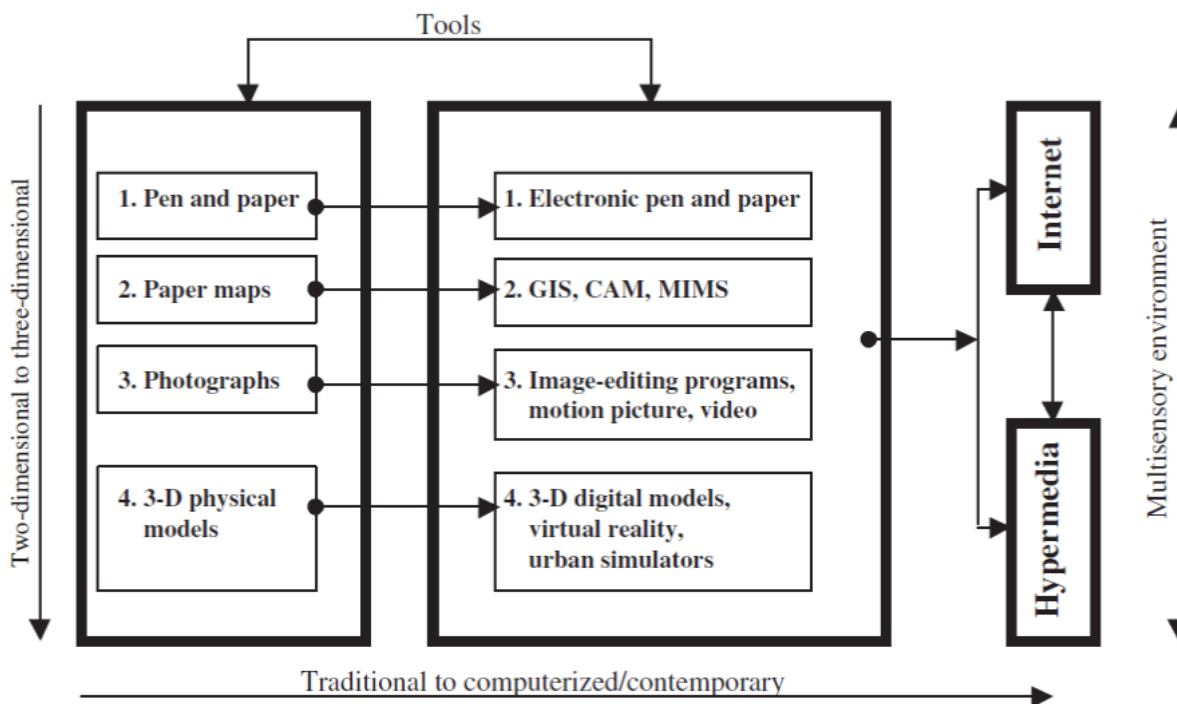 Tools
Two-dimensional to three-dimensional
1. Pen and paper
2. Paper maps
3. Photographs
4. 3-D physical
models
1. Electronic pen and paper
2. GIS, CAM, MIMS
3. Image-editing programs,
motion picture, video
4. 3-D digital models,
virtual reality,
urban simulators
Internet
Hypermedia
Multisensory environment
Traditional to computerized/contemporary